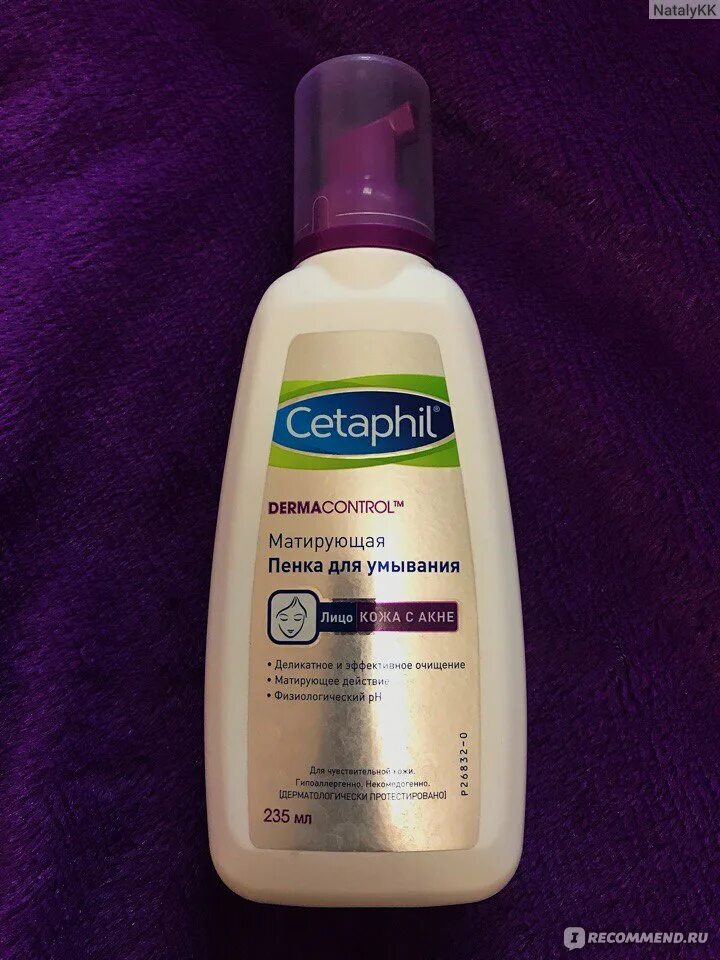 NatalyKK
Cetaphil®
DERMACONTROL™
Матирующая
Пенка для умывания
Лицо КОЖА С АКНЕ
• Деликатное и эффективное очищение
• Матирующее действие
• Физиологический pH
Для чувствительной кожи.
Гипоаллергенно. Некомедогенно.
[ДЕРМАТОЛОГИЧЕСКИ ПРОТЕСТИРОВАНО]
235 мл
P26832-0
I RECOMMEND.RU